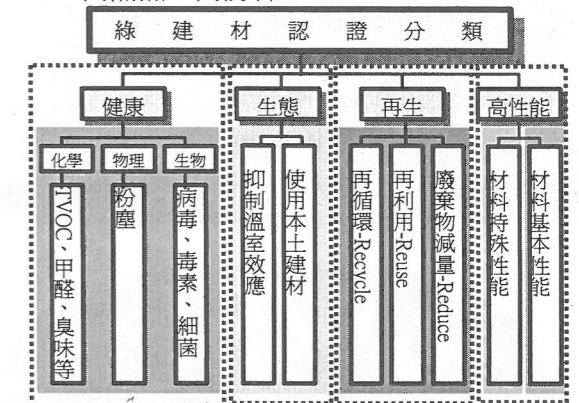 綠建材認證分類
健康
生態
再生
高性能
化學
物理
生物
TVOC、甲醛、臭味等
粉塵
病毒、毒素、細菌
抑制溫室效應
使用本土建材
再循環-Recycle
再利用-Reuse
廢棄物減量-Reduce
材料特殊性能
材料基本性能